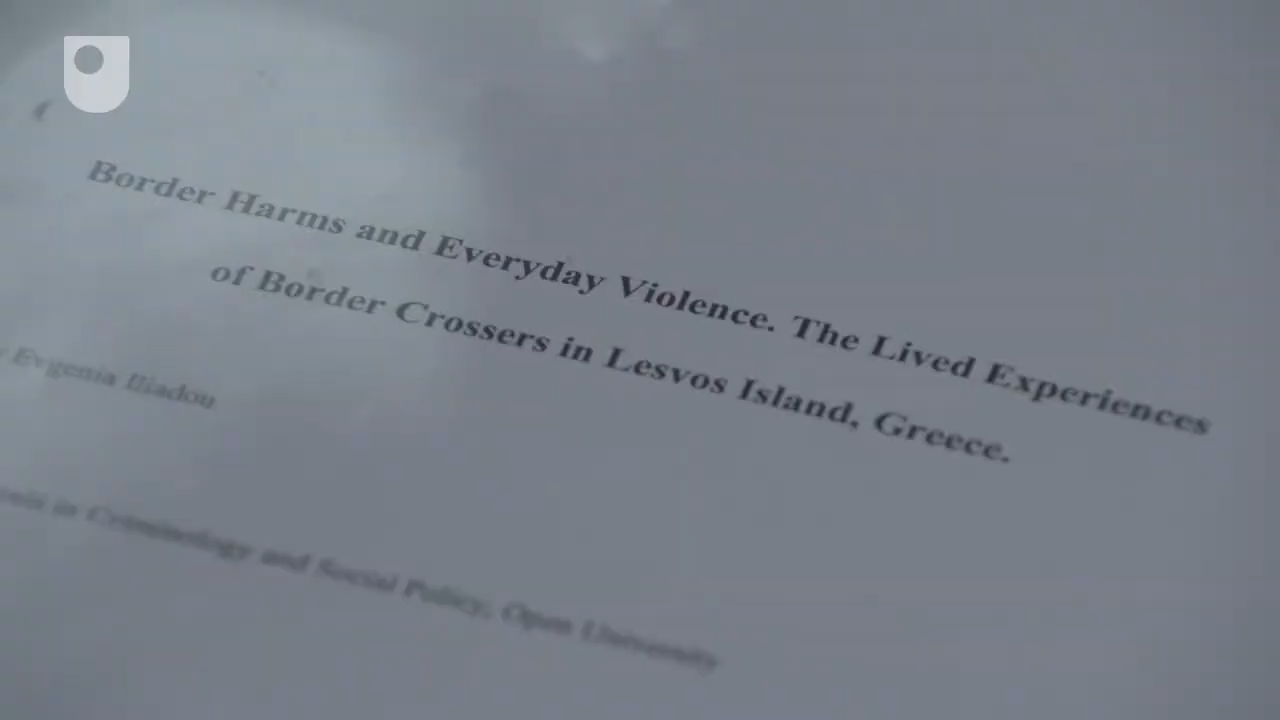 Border Harms and Everyday Violence. The Lived Experiences
of Border Crossers in Lesvos Island, Greece.
Evgenia Iliadou
in Criminology and Social Policy, Open University